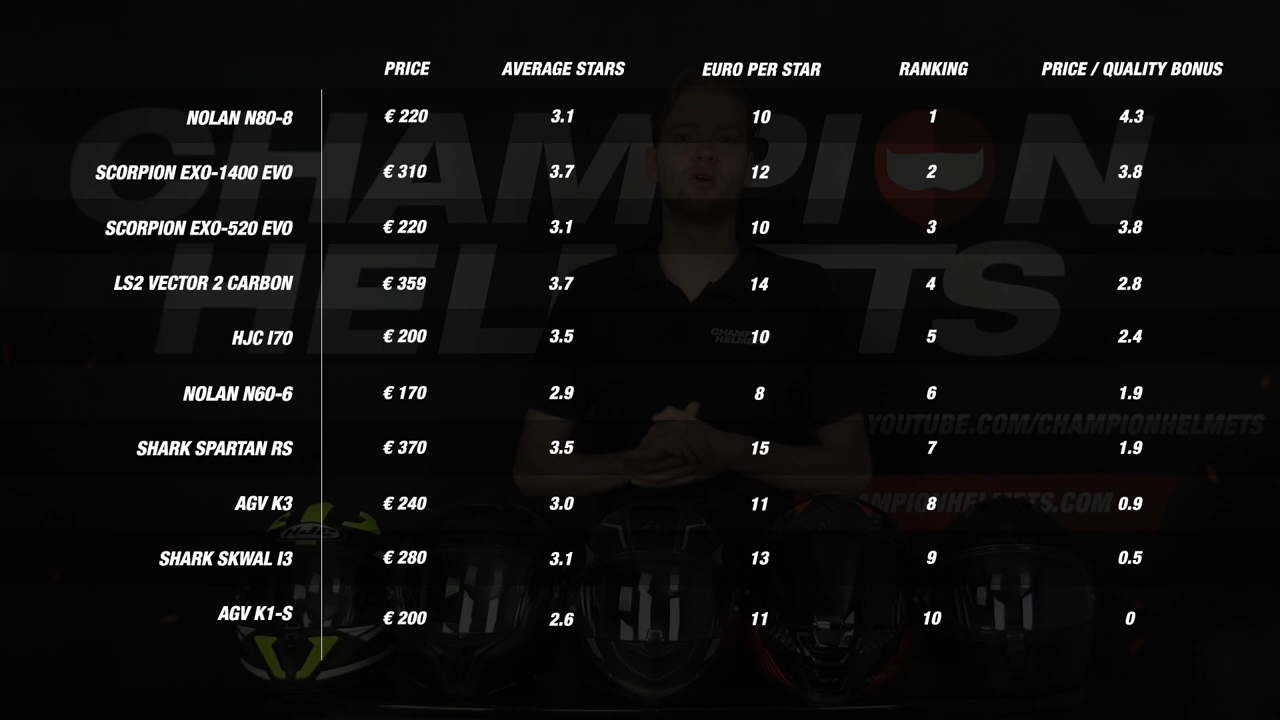 PRICE AVERAGE STARS EURO PER STAR RANKING PRICE / QUALITY BONUS
NOLAN N80-8 € 220 3.1 10 1 4.3
SCORPION EXO-1400 EVO € 310 3.7 12 2 3.8
SCORPION EXO-520 EVO € 220 3.1 10 3 3.8
LS2 VECTOR 2 CARBON € 359 3.7 14 4 2.8
HJC I70 € 200 3.5 10 5 2.4
NOLAN N60-6 € 170 2.9 8 6 1.9
SHARK SPARTAN RS € 370 3.5 15 7 1.9
AGV K3 € 240 3.0 11 8 0.9
SHARK SKWAL I3 € 280 3.1 13 9 0.5
AGV K1-S € 200 2.6 11 10 0
CHAMPION
HELMETS
YOUTUBE.COM/CHAMPIONHELMETS
HJC